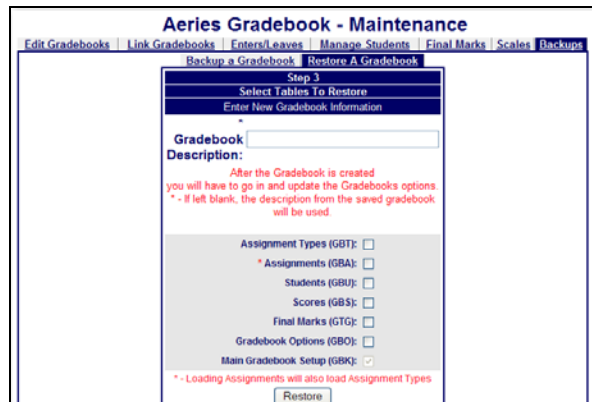 Aeries Gradebook - Maintenance
Edit Gradebooks Link Gradebooks Enters/Leaves Manage Students Final Marks Scales Backups
Backup a Gradebook Restore A Gradebook
Step 3
Select Tables To Restore
Enter New Gradebook Information
*
Gradebook
Description:
After the Gradebook is created
you will have to go in and update the Gradebooks options.
* - If left blank, the description from the saved gradebook
will be used.
Assignment Types (GBT):
* Assignments (GBA):
Students (GBU):
Scores (GBS):
Final Marks (GTG):
Gradebook Options (GBO):
Main Gradebook Setup (GBK):
* - Loading Assignments will also load Assignment Types
Restore